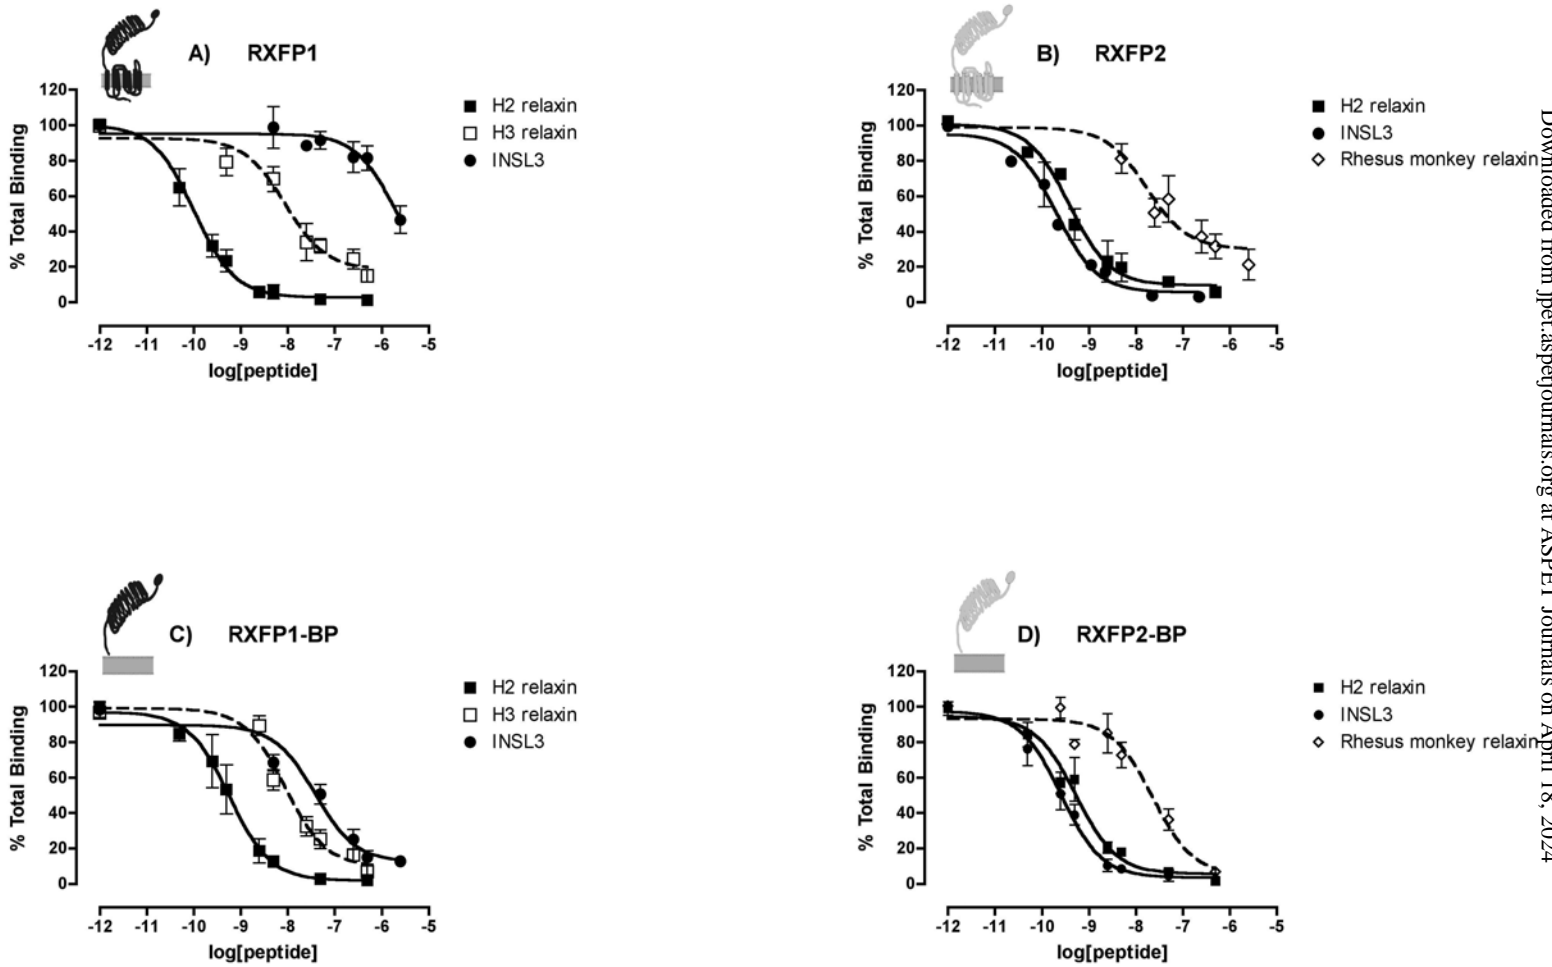 A) RXFP1
120
100
80
60
40
20
0
% Total Binding
-12 -11 -10 -9 -8 -7 -6 -5
log[peptide]
H2 relaxin
H3 relaxin
INSL3
B) RXFP2
120
100
80
60
40
20
0
% Total Binding
-12 -11 -10 -9 -8 -7 -6 -5
log[peptide]
H2 relaxin
INSL3
Rhesus monkey relaxin
C) RXFP1-BP
120
100
80
60
40
20
0
% Total Binding
-12 -11 -10 -9 -8 -7 -6 -5
log[peptide]
H2 relaxin
H3 relaxin
INSL3
D) RXFP2-BP
120
100
80
60
40
20
0
% Total Binding
-12 -11 -10 -9 -8 -7 -6 -5
log[peptide]
H2 relaxin
INSL3
Rhesus monkey relaxin
Downloaded from jpet.aspetjournals.org at ASPET Journals on April 18, 2024